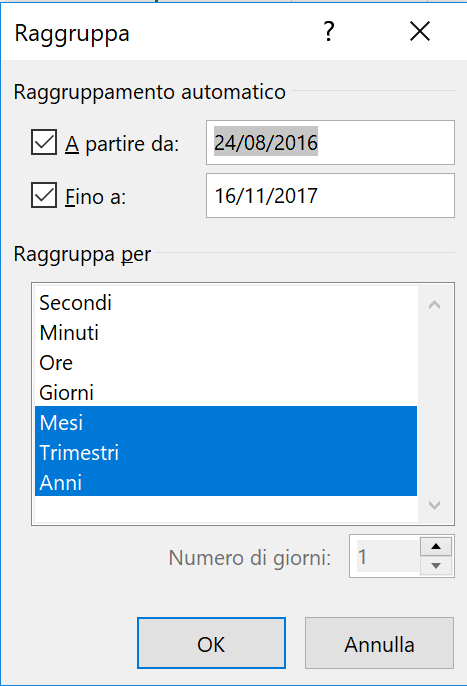 Raggruppa ?
Raggruppamento automatico
A partire da: 24/08/2016
Fino a: 16/11/2017
Raggruppa per
Secondi
Minuti
Ore
Giorni
Mesi
Trimestri
Anni
Numero di giorni: 1
OK Annulla